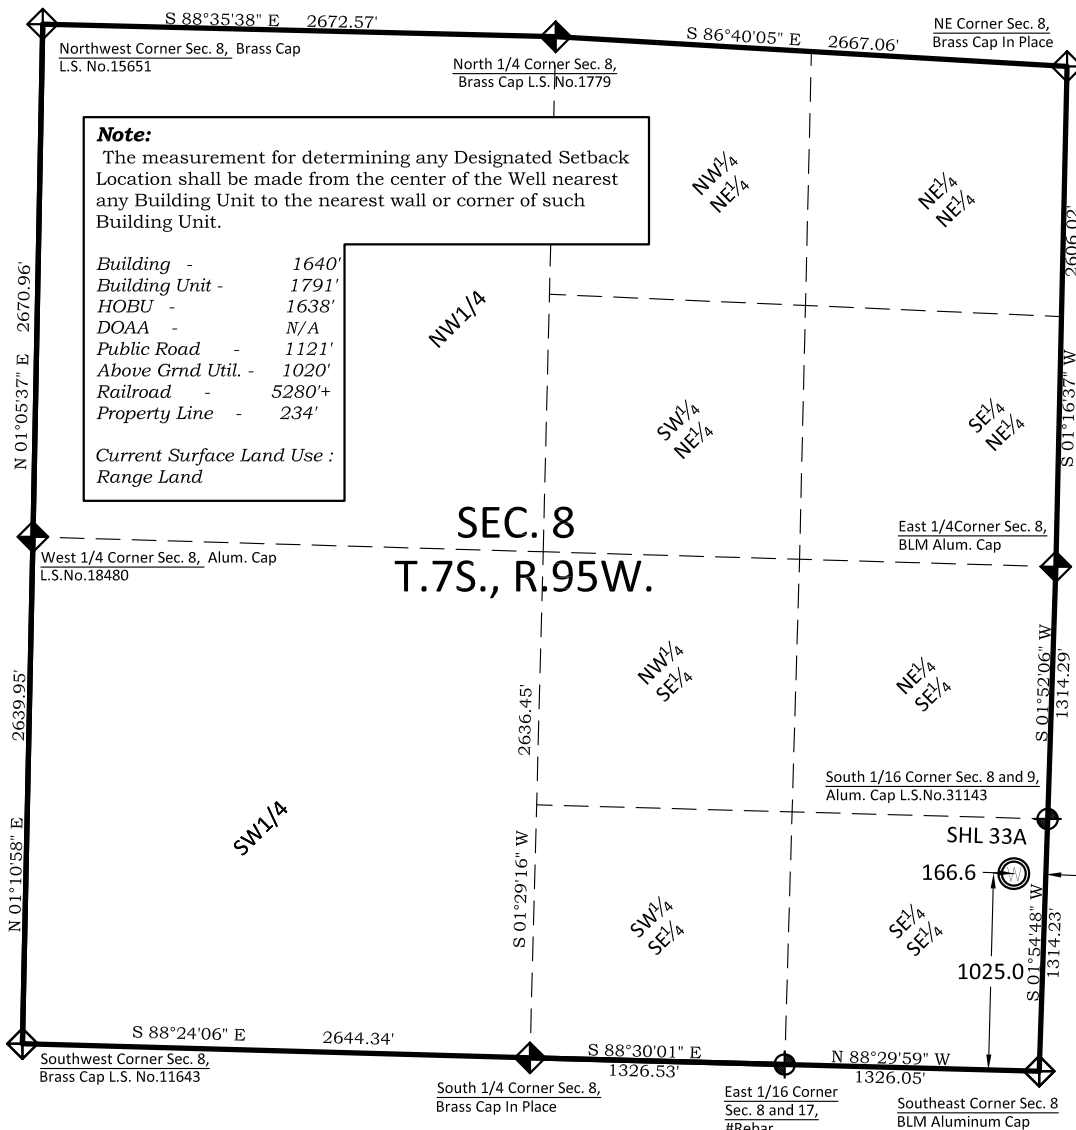 S 88°35'38" E 2672.57'
S 86°40'05" E 2667.06'
NE Corner Sec. 8,
Brass Cap In Place
Northwest Corner Sec. 8, Brass Cap
L.S. No.15651
North 1/4 Corner Sec. 8,
Brass Cap L.S. No.1779
Note:
The measurement for determining any Designated Setback
Location shall be made from the center of the Well nearest
any Building Unit to the nearest wall or corner of such
Building Unit.
Building - 1640'
Building Unit - 1791'
HOBU - 1638'
DOAA - N/A
Public Road - 1121'
Above Grnd Util. - 1020'
Railroad - 5280'+
Property Line - 234'
Current Surface Land Use :
Range Land
NW1/4
NE1/4
NE1/4
NE1/4
NW1/4
SW1/4
NE1/4
SE1/4
NE1/4
N 01°05'37" E 2670.96'
S 01°16'37" W 2606.02'
SEC. 8
T.7S., R.95W.
East 1/4Corner Sec. 8,
BLM Alum. Cap
West 1/4 Corner Sec. 8, Alum. Cap
L.S.No.18480
NW1/4
SE1/4
NE1/4
SE1/4
S 01°52'06" W
1314.29'
N 01°10'58" E 2639.95'
S 01°29'16" W 2636.45'
South 1/16 Corner Sec. 8 and 9,
Alum. Cap L.S.No.31143
SHL 33A
166.6
W
SW1/4
SW1/4
SE1/4
SE1/4
SE1/4
1025.0
S 01°54'48" W
1314.23'
S 88°24'06" E 2644.34'
S 88°30'01" E
1326.53'
N 88°29'59" W
1326.05'
Southwest Corner Sec. 8,
Brass Cap L.S. No.11643
South 1/4 Corner Sec. 8,
Brass Cap In Place
East 1/16 Corner
Sec. 8 and 17,
#Rebar
Southeast Corner Sec. 8
BLM Aluminum Cap